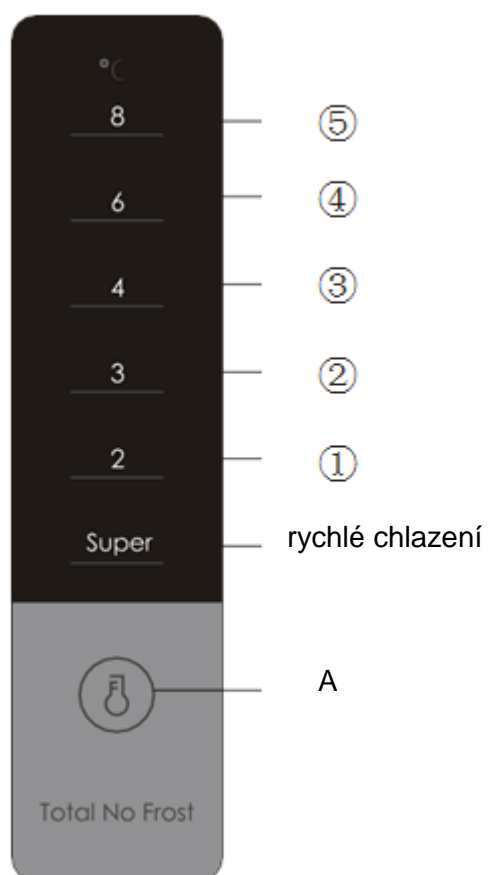 °C
8 ⑤
6 ④
4 ③
3 ②
2 ①
Super rychlé chlazení
F A
Total No Frost